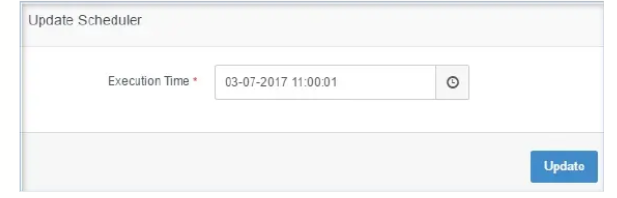 Update Scheduler
Execution Time *
03-07-2017 11:00:01
Update